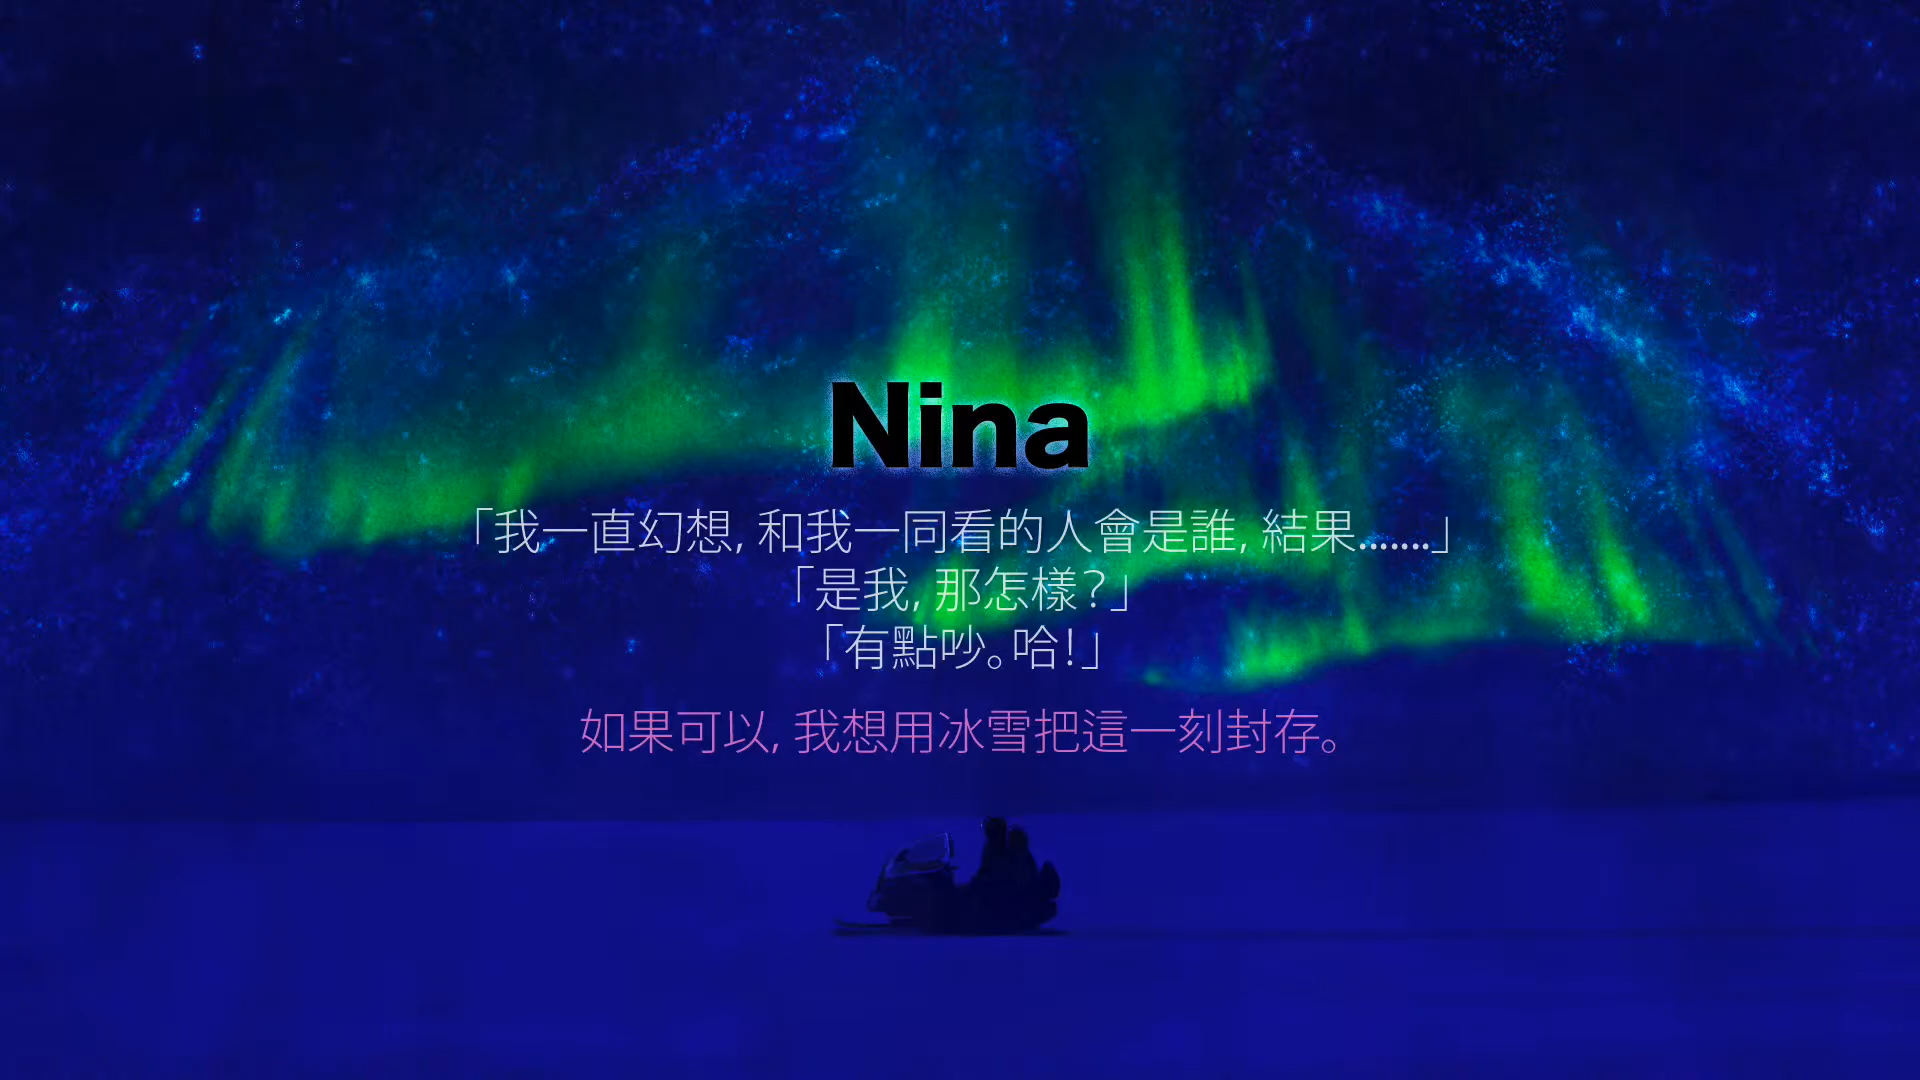 Nina
「我一直幻想，和我一同看的人會是誰，結果.......」
「是我，那怎樣？」
「有點吵。哈！」
如果可以，我想用冰雪把這一刻封存。